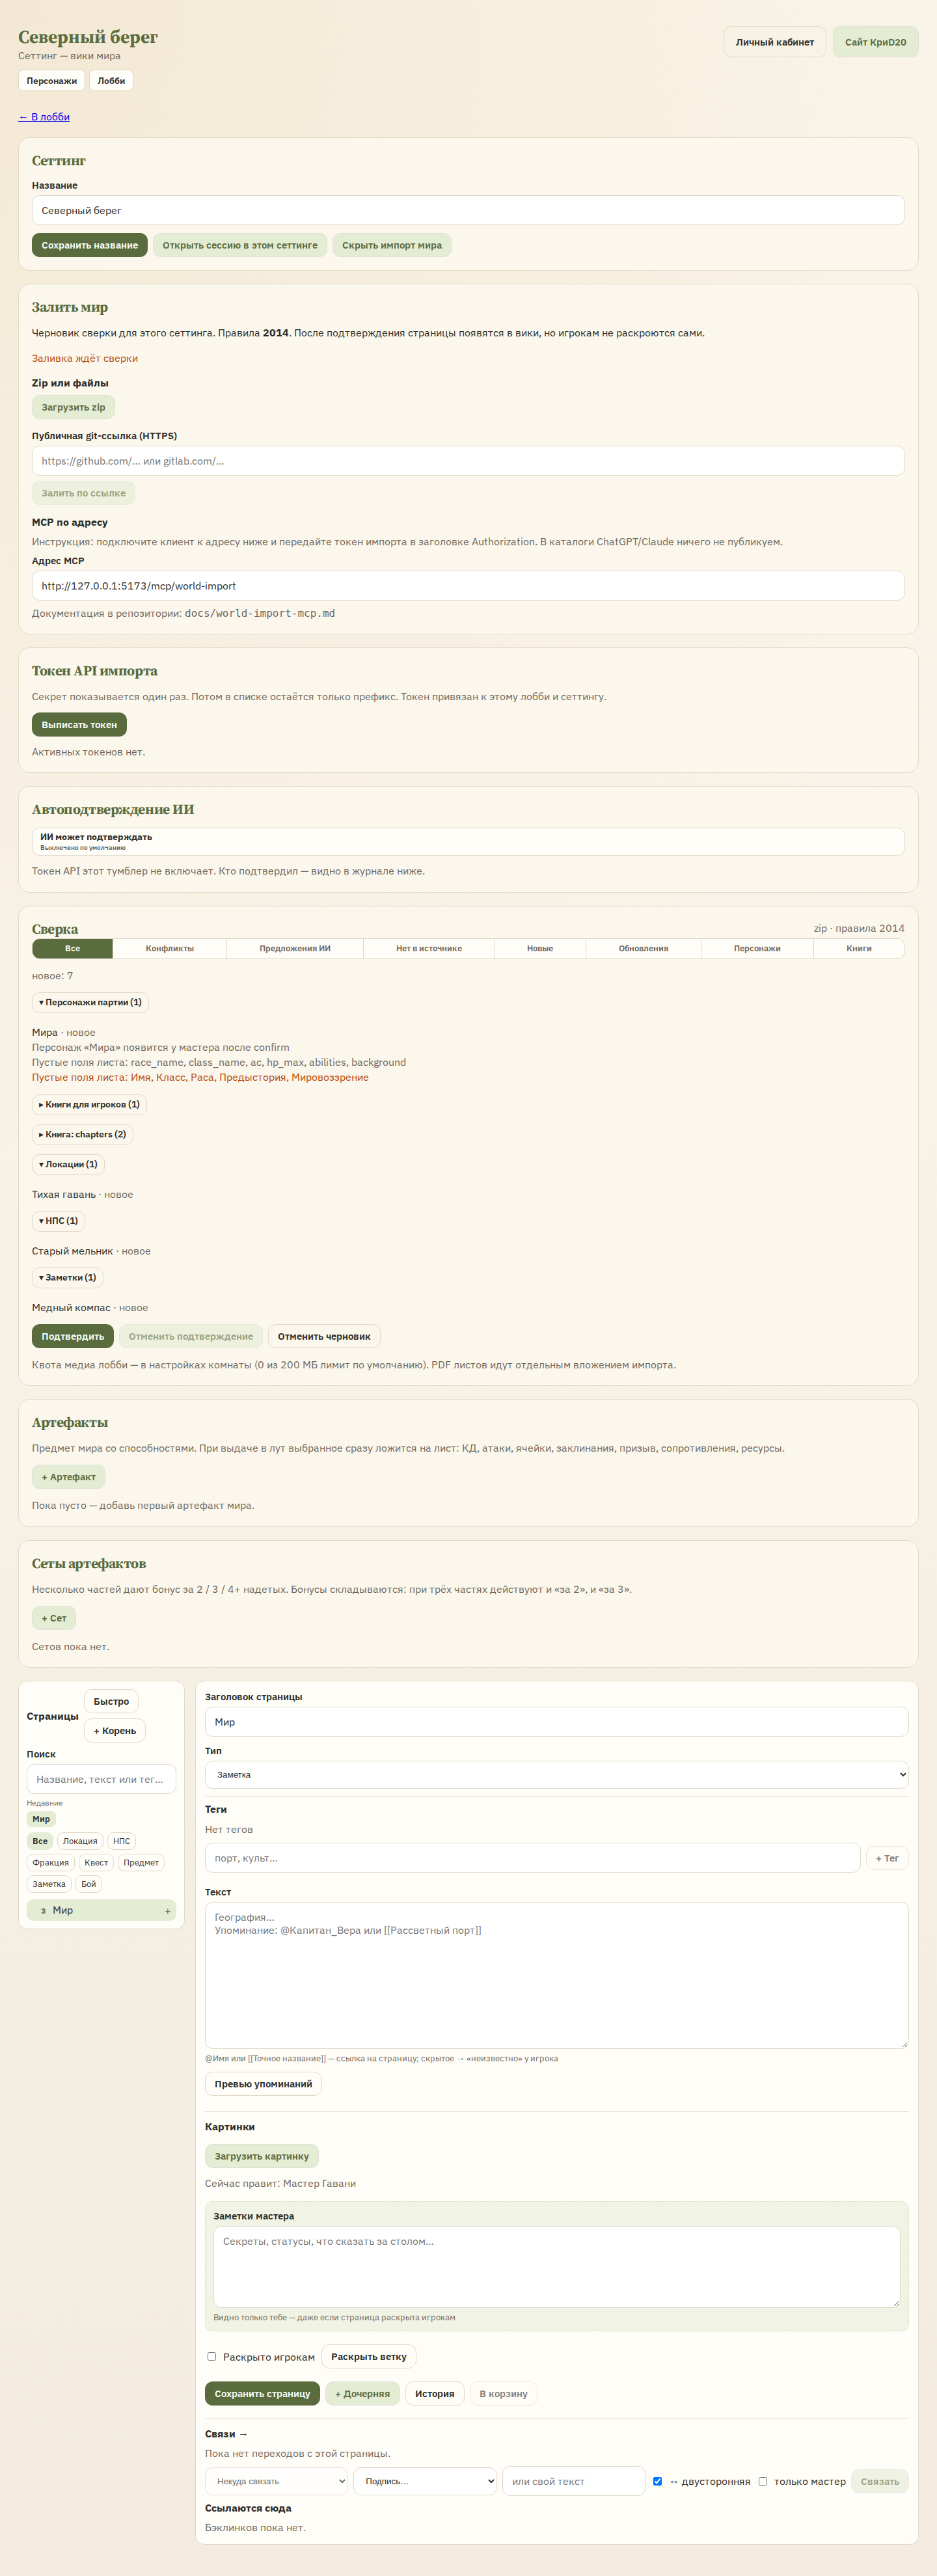 Северный берег
Сеттинг — вики мира
Персонажи Лобби
Личный кабинет Сайт КриD20
← В лобби
Сеттинг
Название
Северный берег
Сохранить название Открыть сессию в этом сеттинге Скрыть импорт мира
Залить мир
Черновик сверки для этого сеттинга. Правила 2014. После подтверждения страницы появятся в вики, но игрокам не раскроются сами.
Заливка ждёт сверки
Zip или файлы
Загрузить zip
Публичная git-ссылка (HTTPS)
https://github.com/... или gitlab.com/...
Залить по ссылке
MCP по адресу
Инструкция: подключите клиент к адресу ниже и передайте токен импорта в заголовке Authorization. В каталоги ChatGPT/Claude ничего не публикуем.
Адрес MCP
http://127.0.0.1:5173/mcp/world-import
Документация в репозитории: docs/world-import-mcp.md
Токен API импорта
Секрет показывается один раз. Потом в списке остаётся только префикс. Токен привязан к этому лобби и сеттингу.
Выписать токен
Активных токенов нет.
Автоподтверждение ИИ
ИИ может подтверждать
Выключено по умолчанию
Токен API этот тумблер не включает. Кто подтвердил — видно в журнале ниже.
Сверка zip · правила 2014
Все Конфликты Предложения ИИ Нет в источнике Новые Обновления Персонажи Книги
новое: 7
▾ Персонажи партии (1)
Мира · новое
Персонаж «Мира» появится у мастера после confirm
Пустые поля листа: race_name, class_name, ac, hp_max, abilities, background
Пустые поля листа: Имя, Класс, Раса, Предыстория, Мировоззрение
▸ Книги для игроков (1)
▸ Книга: chapters (2)
▾ Локации (1)
Тихая гавань · новое
▾ НПС (1)
Старый мельник · новое
▾ Заметки (1)
Медный компас · новое
Подтвердить Отменить подтверждение Отменить черновик
Квота медиа лобби — в настройках комнаты (0 из 200 МБ лимит по умолчанию). PDF листов идут отдельным вложением импорта.
Артефакты
Предмет мира со способностями. При выдаче в лут выбранное сразу ложится на лист: КД, атаки, ячейки, заклинания, призыв, сопротивления, ресурсы.
+ Артефакт
Пока пусто — добавь первый артефакт мира.
Сеты артефактов
Несколько частей дают бонус за 2 / 3 / 4+ надетых. Бонусы складываются: при трёх частях действуют и «за 2», и «за 3».
+ Сет
Сетов пока нет.
Страницы Быстро
+ Корень
Поиск
Название, текст или тег...
Недавние
Мир
Все Локация НПС
Фракция Квест Предмет
Заметка Бой
З Мир +
Заголовок страницы
Мир
Тип
Заметка
Теги
Нет тегов
порт, культ... + Тег
Текст
География...
Упоминание: @Капитан_Вера или [[Рассветный порт]]
@Имя или [[Точное название]] — ссылка на страницу; скрытое → «неизвестно» у игрока
Превью упоминаний
Картинки
Загрузить картинку
Сейчас правит: Мастер Гавани
Заметки мастера
Секреты, статусы, что сказать за столом...
Видно только тебе — даже если страница раскрыта игрокам
Раскрыто игрокам Раскрыть ветку
Сохранить страницу + Дочерняя История В корзину
Связи →
Пока нет переходов с этой страницы.
Некуда связать Подпись... или свой текст ↔ двусторонняя только мастер Связать
Ссылаются сюда
Бэклинков пока нет.